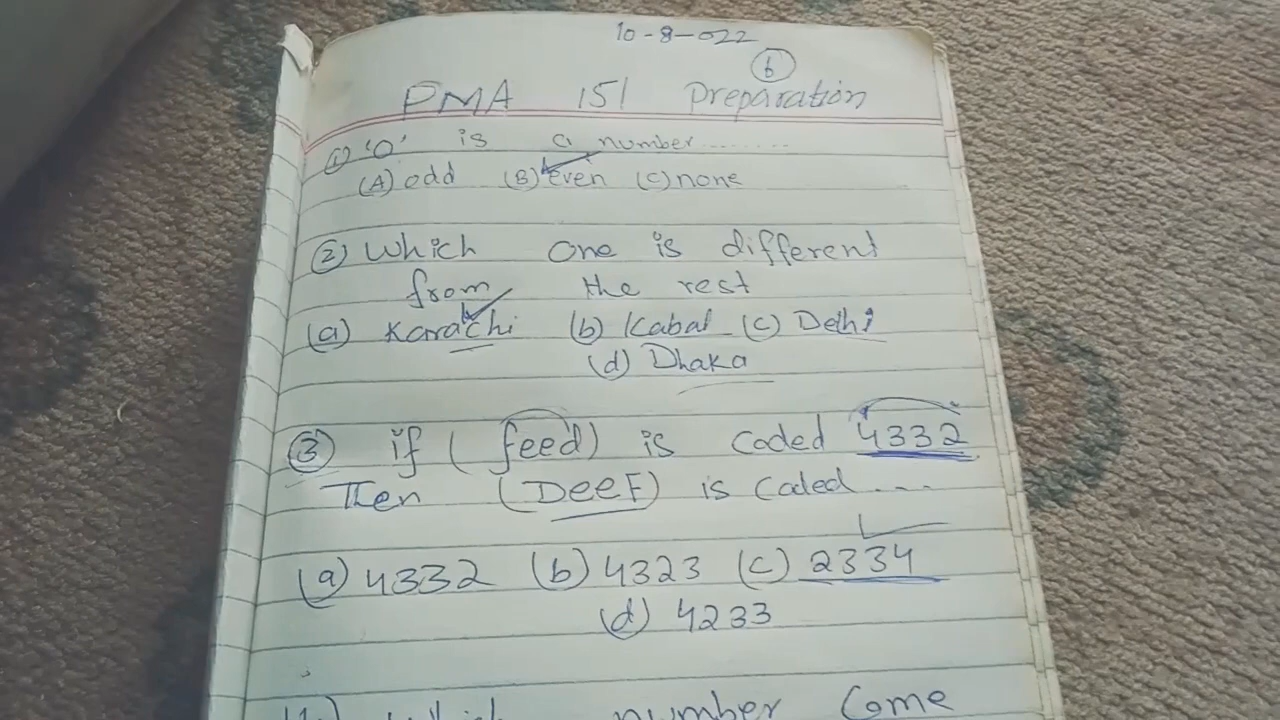 10-8-022
6
PMA 151 Preparation
① '0' is a number........
(A) odd (B) Even (C) none
② Which one is different
from the rest
(a) Karachi (b) Kabal (c) Delhi
(d) Dhaka
③ if (feed) is coded 4332
Then (DeeF) is coded...
(a) 4332 (b) 4323 (c) 2334
(d) 4233
which number Come